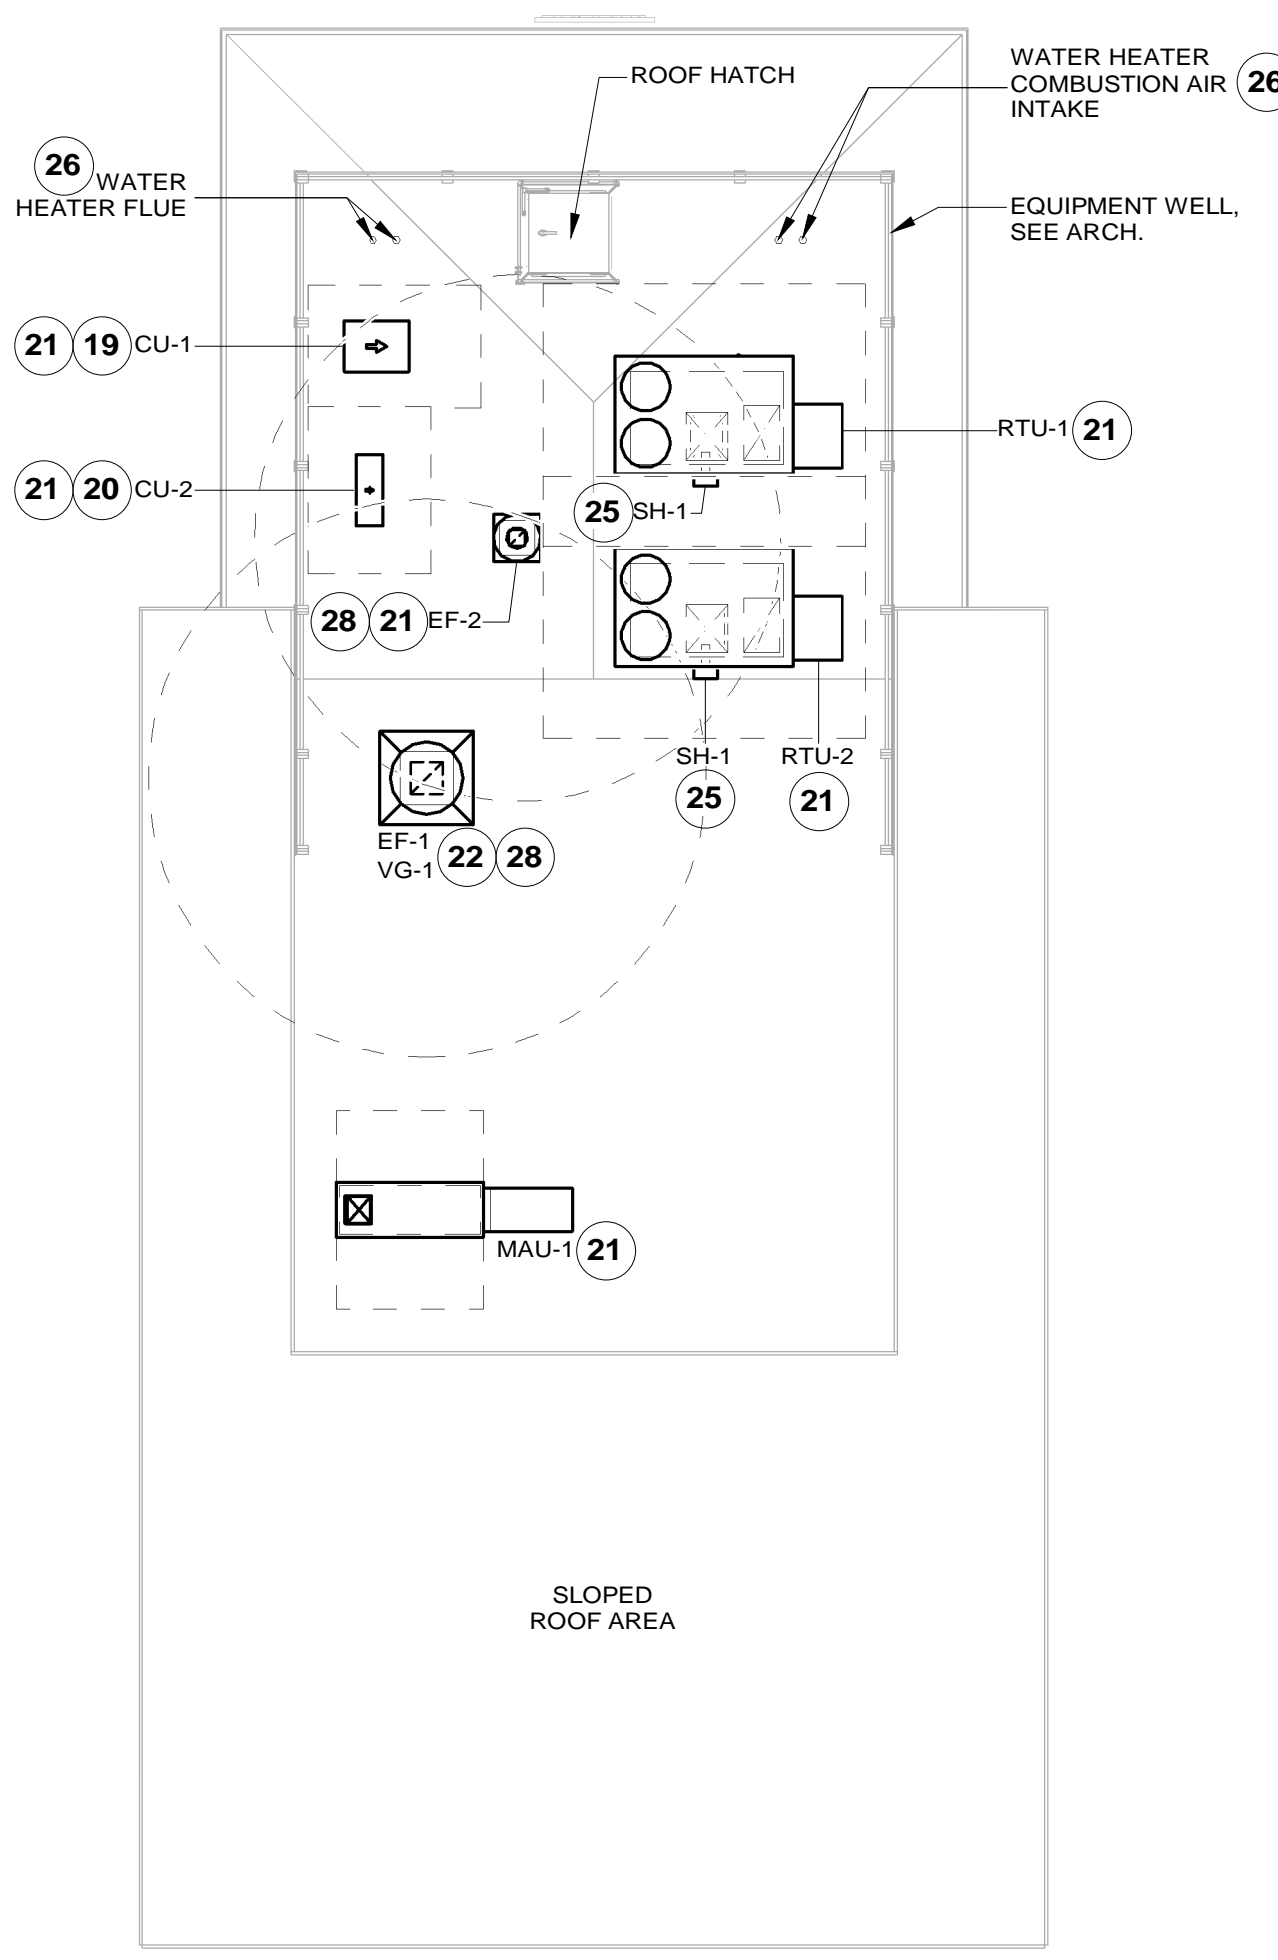 ROOF HATCH
WATER HEATER
COMBUSTION AIR 26
INTAKE
26 WATER
HEATER FLUE
EQUIPMENT WELL,
SEE ARCH.
21 19 CU-1
RTU-1 21
21 20 CU-2
25 SH-1
28 21 EF-2
SH-1
25
RTU-2
21
EF-1
VG-1
22 28
MAU-1 21
SLOPED
ROOF AREA